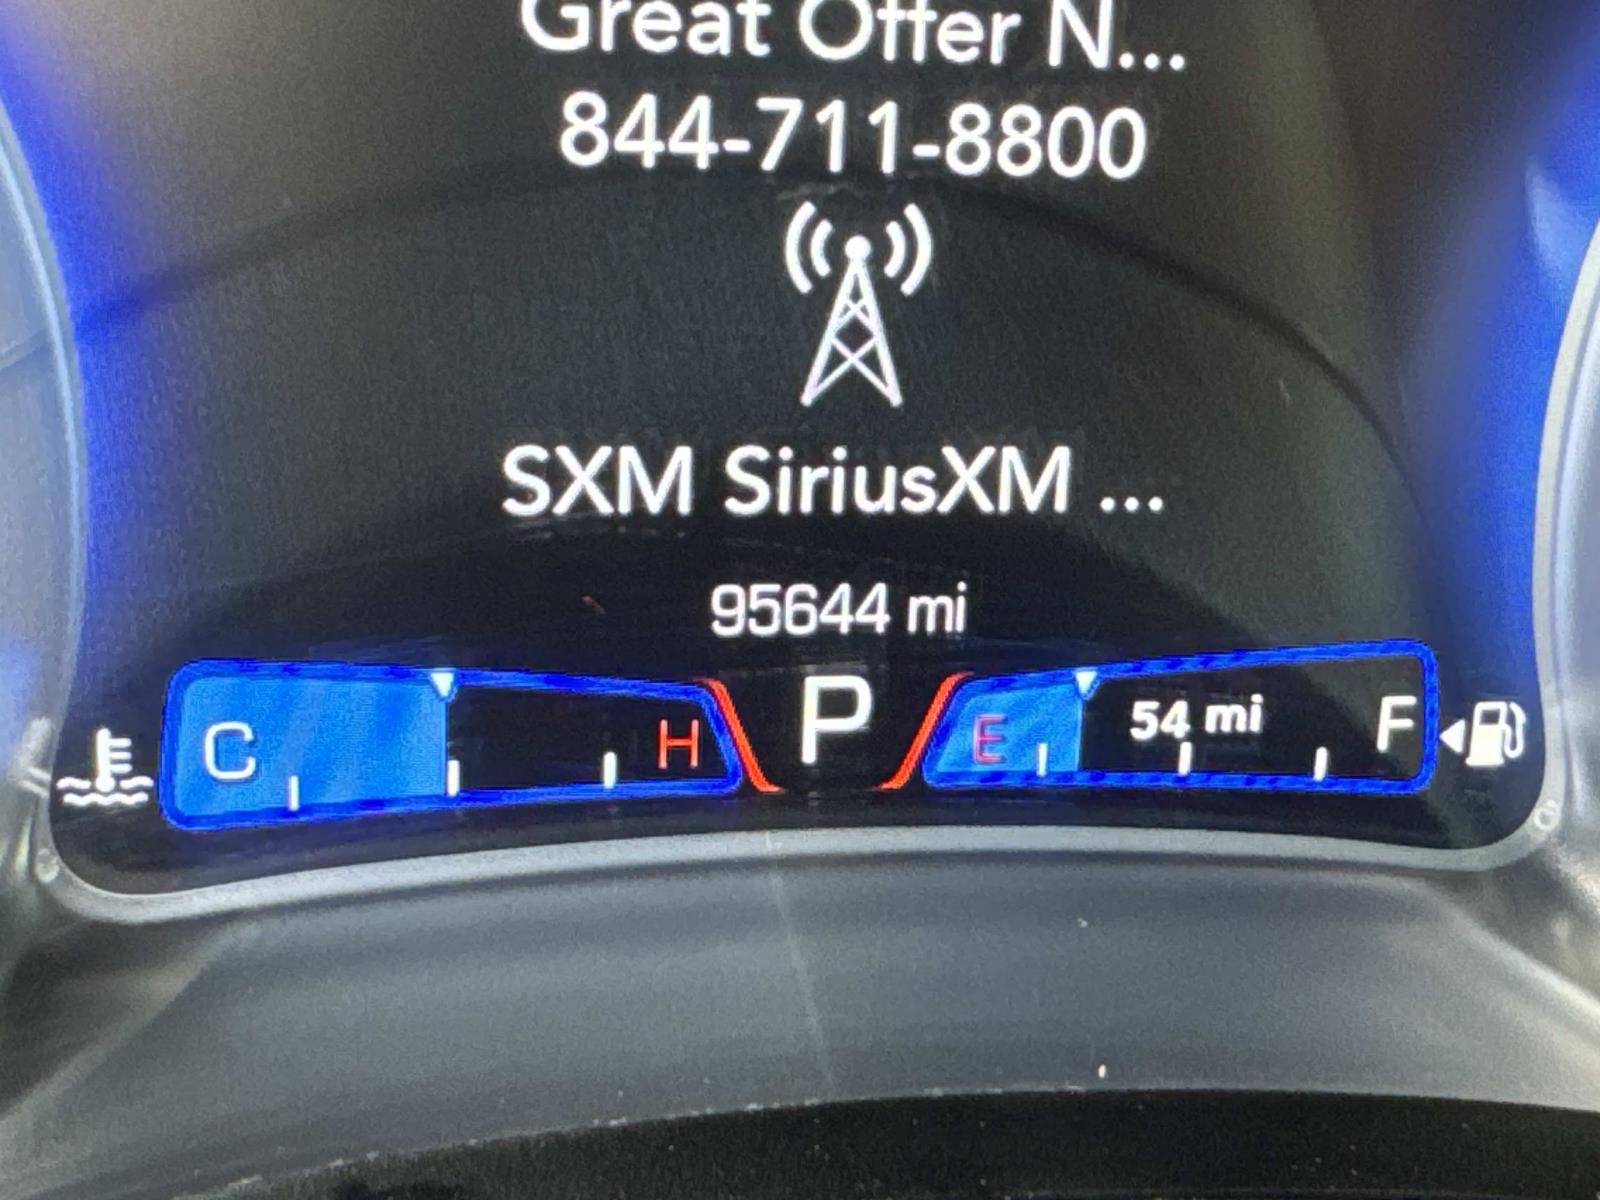 Great Offer N...
844-711-8800
SXM SiriusXM ...
95644 mi
C H P E 54 mi F